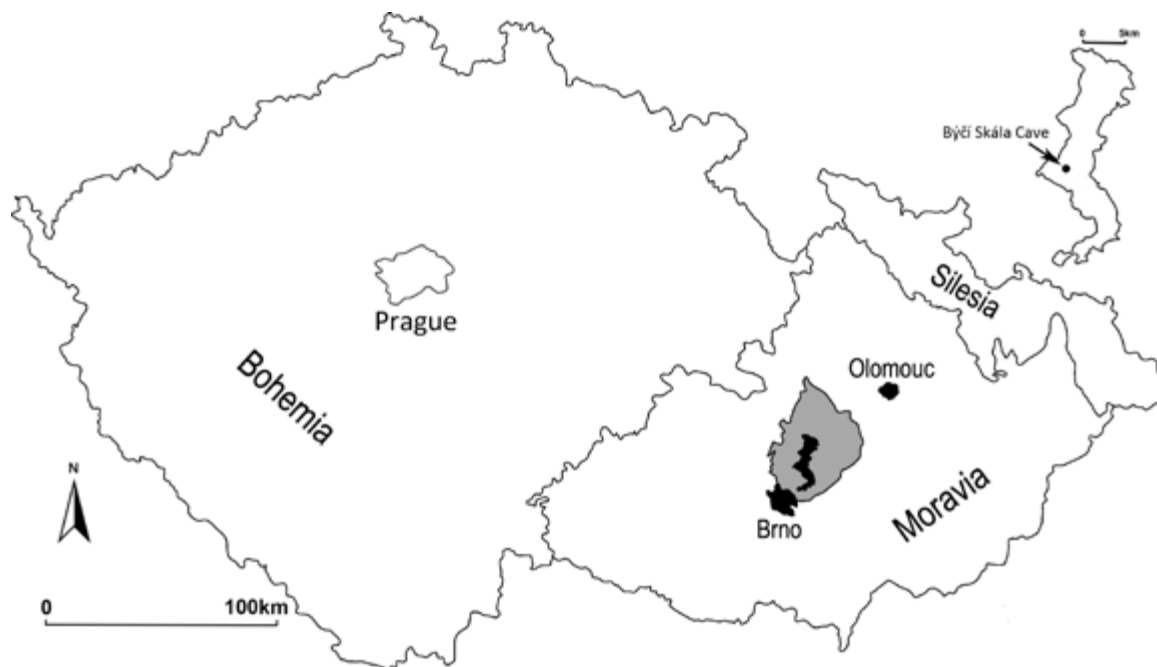 0 5km
Býčí Skála Cave
Silesia
Prague
Olomouc
Bohemia
Moravia
N
Brno
0 100km